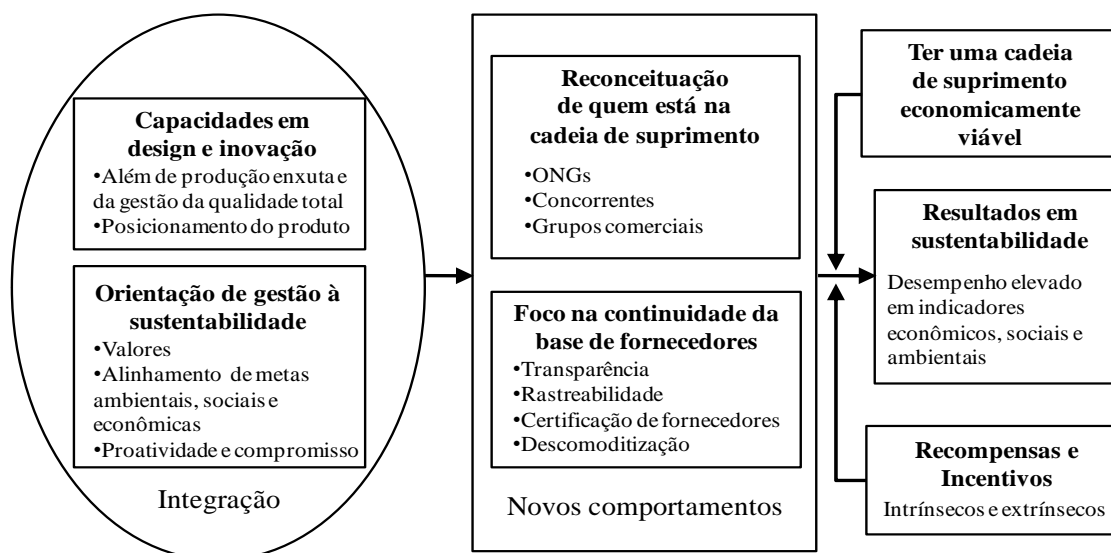 Capacidades em
design e inovação
•Além de produção enxuta e
da gestão da qualidade total
•Posicionamento do produto
Orientação de gestão à
sustentabilidade
•Valores
•Alinhamento de metas
ambientais, sociais e
econômicas
•Proatividade e compromisso
Integração
Reconceituação
de quem está na
cadeia de suprimento
•ONGs
•Concorrentes
•Grupos comerciais
Foco na continuidade da
base de fornecedores
•Transparência
•Rastreabilidade
•Certificação de fornecedores
•Descomoditização
Novos comportamentos
Ter uma cadeia
de suprimento
economicamente
viável
Resultados em
sustentabilidade
Desempenho elevado
em indicadores
econômicos, sociais e
ambientais
Recompensas e
Incentivos
Intrínsecos e extrínsecos